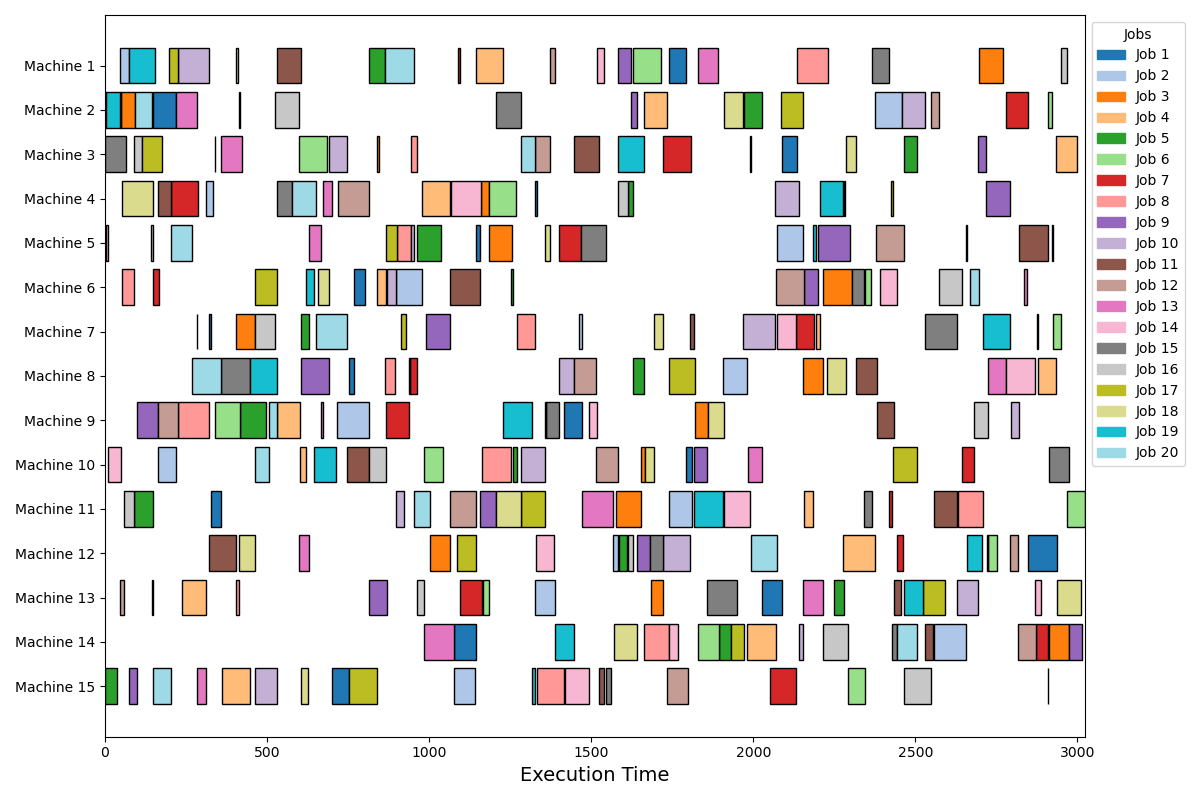 Machine 1
Machine 2
Machine 3
Machine 4
Machine 5
Machine 6
Machine 7
Machine 8
Machine 9
Machine 10
Machine 11
Machine 12
Machine 13
Machine 14
Machine 15
0 500 1000 1500 2000 2500 3000
Execution Time
Jobs
Job 1
Job 2
Job 3
Job 4
Job 5
Job 6
Job 7
Job 8
Job 9
Job 10
Job 11
Job 12
Job 13
Job 14
Job 15
Job 16
Job 17
Job 18
Job 19
Job 20